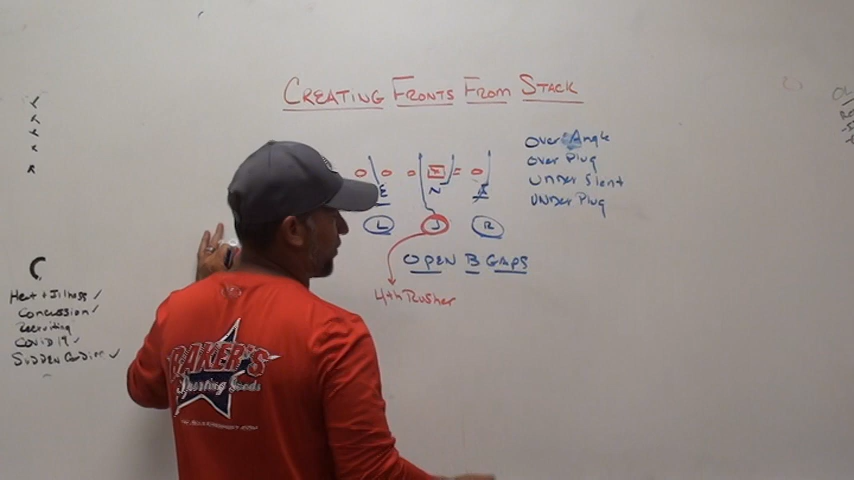 CREATING FRONTS FROM STACK
Over Angle
Over Plug
Under Slant
Under Plug
E N A
L J R
OPEN B GAPS
4th Rusher
Heat + Illness ✓
Concussion ✓
Recruiting
COVID 19 ✓
SUDDEN CARDIAC ✓
BAKER'S
Sporting Goods